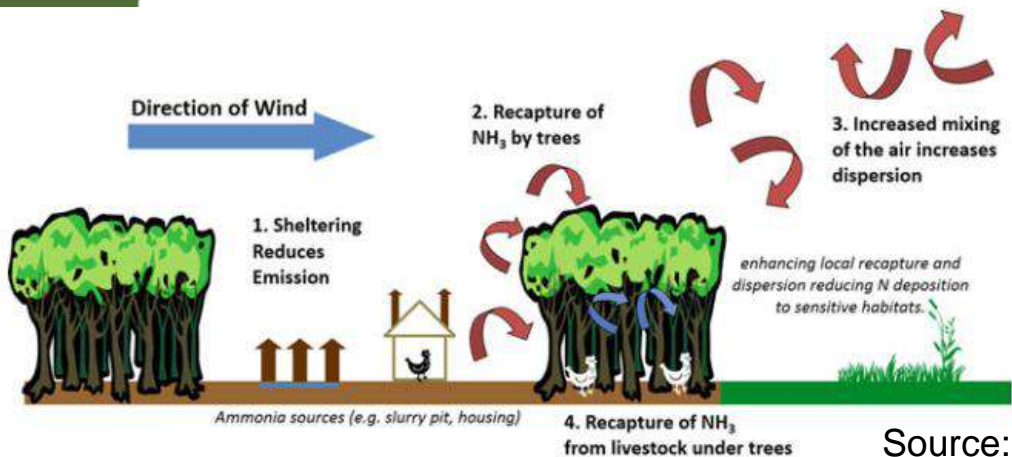 Direction of Wind
2. Recapture of
NH₃ by trees
3. Increased mixing
of the air increases
dispersion
1. Sheltering
Reduces
Emission
enhancing local recapture and
dispersion reducing N deposition
to sensitive habitats.
Ammonia sources (e.g. slurry pit, housing)
4. Recapture of NH₃
from livestock under trees
Source: